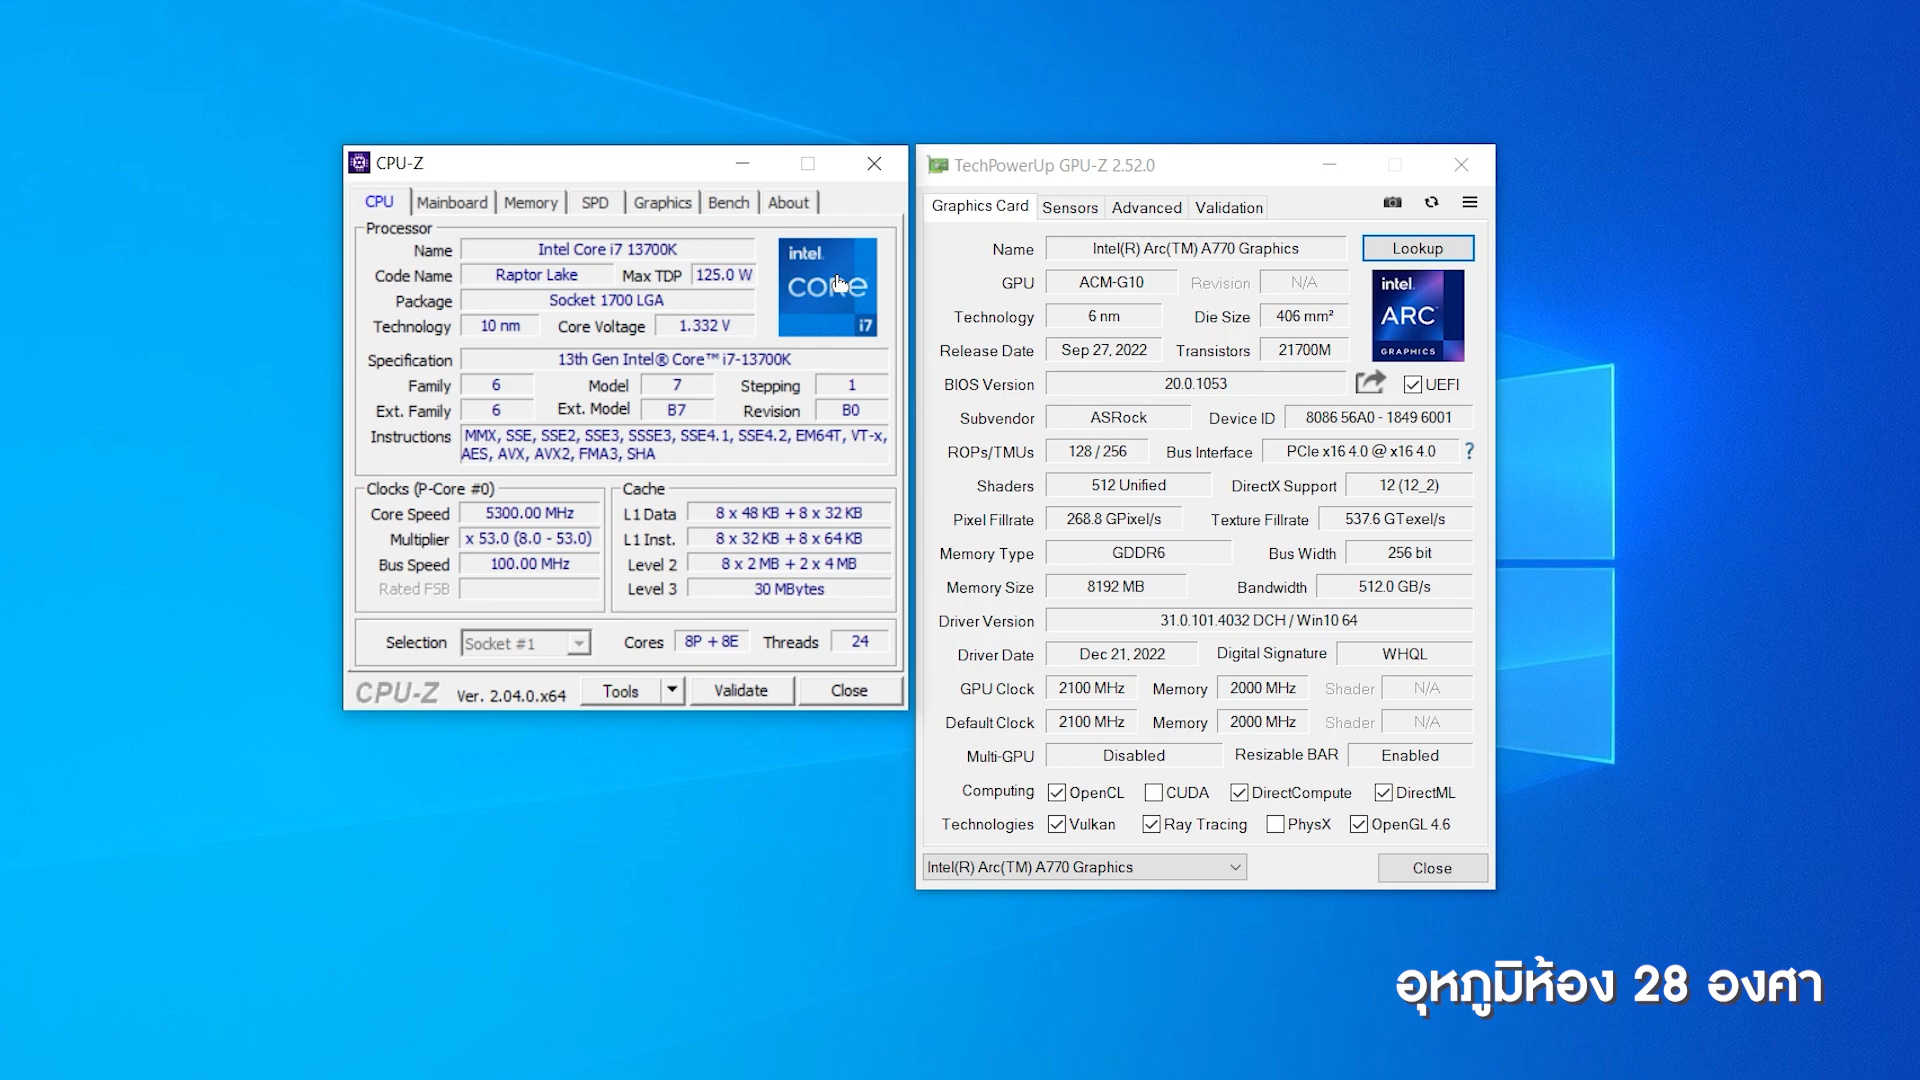 CPU-Z
CPU Mainboard Memory SPD Graphics Bench About
Processor
Name Intel Core i7 13700K
Code Name Raptor Lake Max TDP 125.0 W
Package Socket 1700 LGA
Technology 10 nm Core Voltage 1.332 V
intel.
core
i7
Specification 13th Gen Intel® Core™ i7-13700K
Family 6 Model 7 Stepping 1
Ext. Family 6 Ext. Model B7 Revision B0
Instructions MMX, SSE, SSE2, SSE3, SSSE3, SSE4.1, SSE4.2, EM64T, VT-x,
AES, AVX, AVX2, FMA3, SHA
Clocks (P-Core #0)
Core Speed 5300.00 MHz
Multiplier x 53.0 (8.0 - 53.0)
Bus Speed 100.00 MHz
Rated FSB
Cache
L1 Data 8 x 48 KB + 8 x 32 KB
L1 Inst. 8 x 32 KB + 8 x 64 KB
Level 2 8 x 2 MB + 2 x 4 MB
Level 3 30 MBytes
Selection Socket #1 Cores 8P + 8E Threads 24
CPU-Z Ver. 2.04.0.x64 Tools Validate Close
TechPowerUp GPU-Z 2.52.0
Graphics Card Sensors Advanced Validation
Name Intel(R) Arc(TM) A770 Graphics Lookup
GPU ACM-G10 Revision N/A
Technology 6 nm Die Size 406 mm²
Release Date Sep 27, 2022 Transistors 21700M
intel.
ARC
GRAPHICS
BIOS Version 20.0.1053 UEFI
Subvendor ASRock Device ID 8086 56A0 - 1849 6001
ROPs/TMUs 128 / 256 Bus Interface PCIe x16 4.0 @ x16 4.0 ?
Shaders 512 Unified DirectX Support 12 (12_2)
Pixel Fillrate 268.8 GPixel/s Texture Fillrate 537.6 GTexel/s
Memory Type GDDR6 Bus Width 256 bit
Memory Size 8192 MB Bandwidth 512.0 GB/s
Driver Version 31.0.101.4032 DCH / Win10 64
Driver Date Dec 21, 2022 Digital Signature WHQL
GPU Clock 2100 MHz Memory 2000 MHz Shader N/A
Default Clock 2100 MHz Memory 2000 MHz Shader N/A
Multi-GPU Disabled Resizable BAR Enabled
Computing OpenCL CUDA DirectCompute DirectML
Technologies Vulkan Ray Tracing PhysX OpenGL 4.6
Intel(R) Arc(TM) A770 Graphics Close
อุหภูมิห้อง 28 องศา